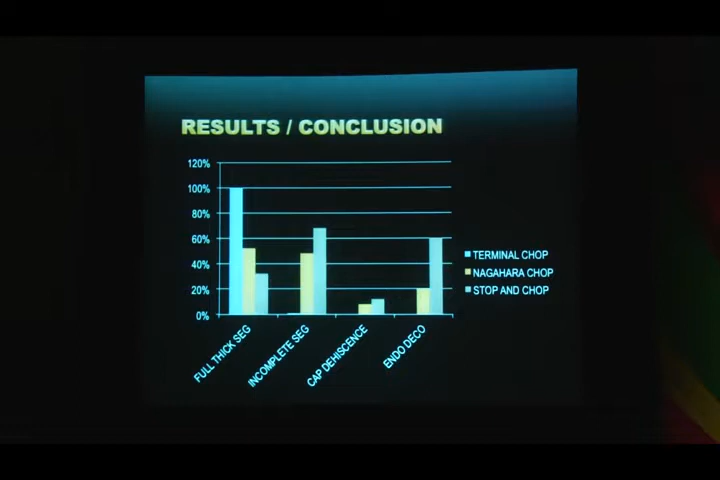 RESULTS / CONCLUSION
120%
100%
80%
60%
40%
20%
0%
FULL THICK SEG
INCOMPLETE SEG
CAP DEHISCENCE
ENDO DECO
TERMINAL CHOP
NAGAHARA CHOP
STOP AND CHOP